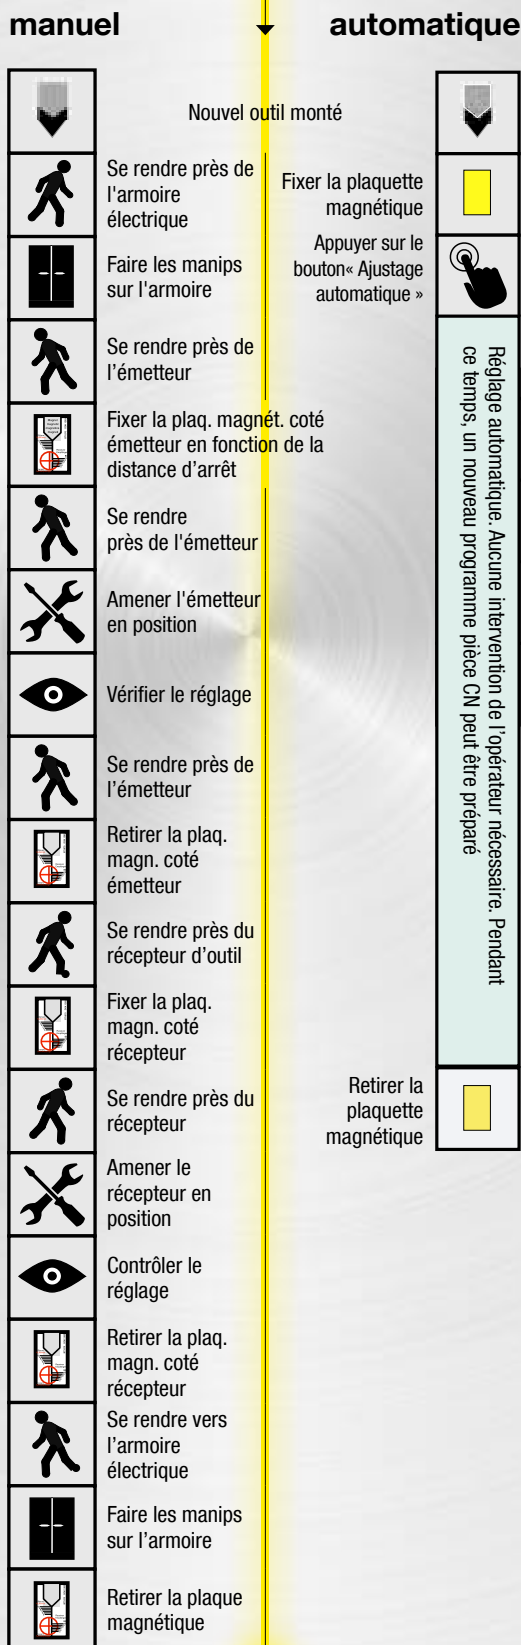 manuel
automatique
Nouvel outil monté
Se rendre près de
l'armoire
électrique
Faire les manips
sur l'armoire
Se rendre près de
l’émetteur
Fixer la plaq. magnét. coté
émetteur en fonction de la
distance d’arrêt
Se rendre
près de l'émetteur
Amener l'émetteur
en position
Vérifier le réglage
Se rendre près de
l’émetteur
Retirer la plaq.
magn. coté
émetteur
Se rendre près du
récepteur d’outil
Fixer la plaq.
magn. coté
récepteur
Se rendre près du
récepteur
Amener le
récepteur en
position
Contrôler le
réglage
Retirer la plaq.
magn. coté
récepteur
Se rendre vers
l’armoire
électrique
Faire les manips
sur l’armoire
Retirer la plaque
magnétique
Fixer la plaquette
magnétique
Appuyer sur le
bouton« Ajustage
automatique »
Réglage automatique. Aucune intervention de l’opérateur nécessaire. Pendant
ce temps, un nouveau programme pièce CN peut être préparé
Retirer la
plaquette
magnétique